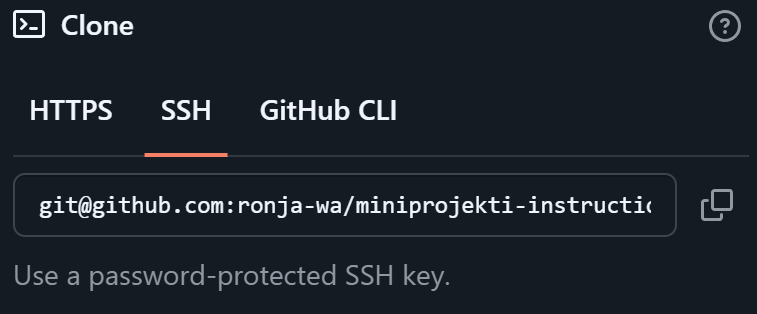 Clone
HTTPS SSH GitHub CLI
git@github.com:ronja-wa/miniprojekti-instructio
Use a password-protected SSH key.